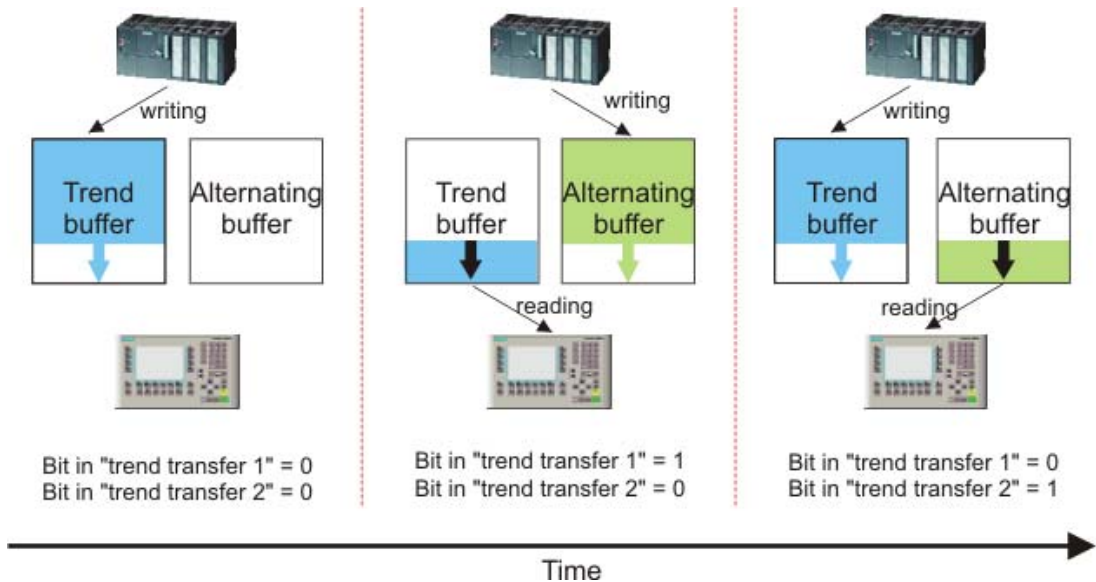 writing
Trend
buffer
Alternating
buffer
Bit in "trend transfer 1" = 0
Bit in "trend transfer 2" = 0
writing
Trend
buffer
Alternating
buffer
reading
Bit in "trend transfer 1" = 1
Bit in "trend transfer 2" = 0
writing
Trend
buffer
Alternating
buffer
reading
Bit in "trend transfer 1" = 0
Bit in "trend transfer 2" = 1
Time